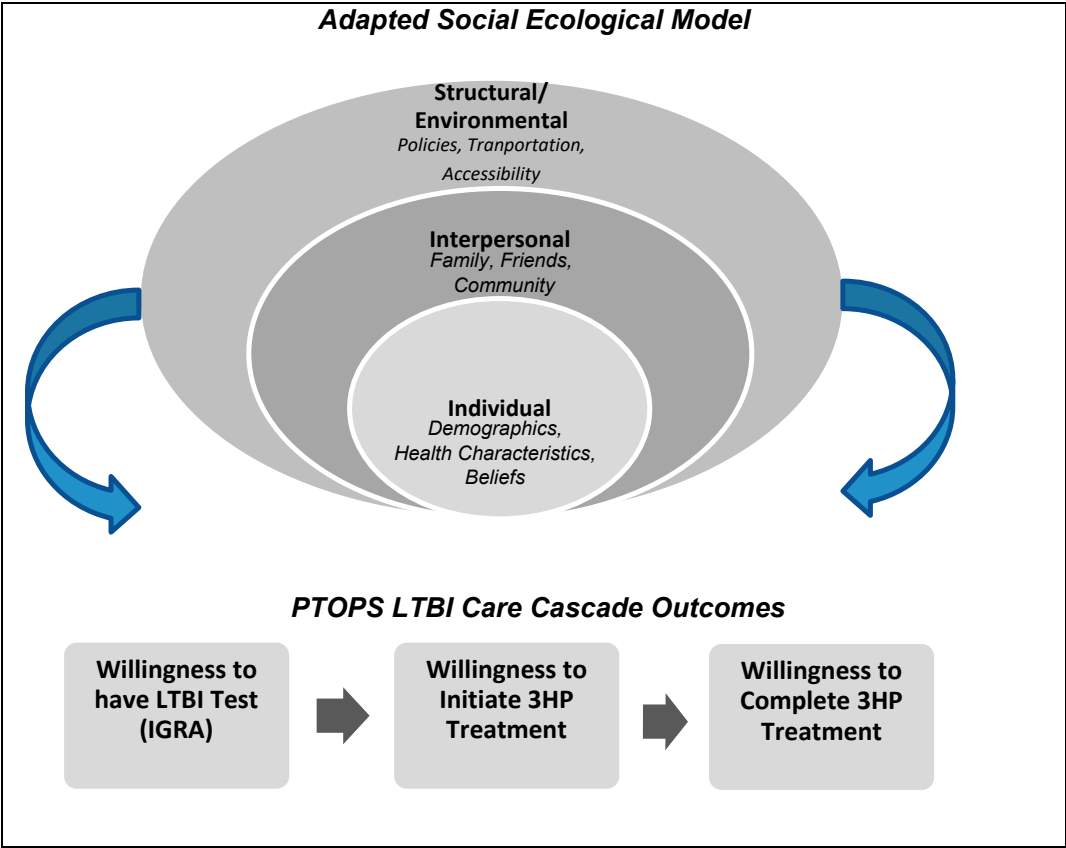 Adapted Social Ecological Model
Structural/
Environmental
Policies, Tranportation,
Accessibility
Interpersonal
Family, Friends,
Community
Individual
Demographics,
Health Characteristics,
Beliefs
PTOPS LTBI Care Cascade Outcomes
Willingness to
have LTBI Test
(IGRA)
Willingness to
Initiate 3HP
Treatment
Willingness to
Complete 3HP
Treatment